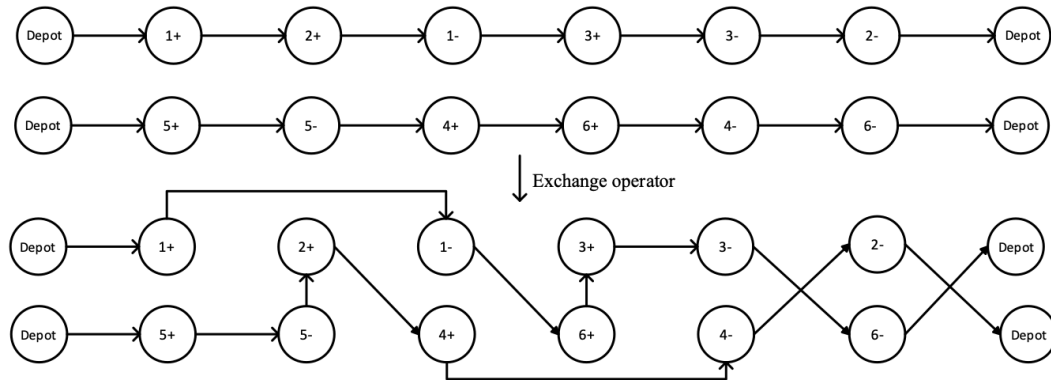 Depot 1+ 2+ 1- 3+ 3- 2- Depot
Depot 5+ 5- 4+ 6+ 4- 6- Depot
Exchange operator
Depot 1+ 2+ 1- 3+ 3- 2- Depot
Depot 5+ 5- 4+ 6+ 4- 6- Depot